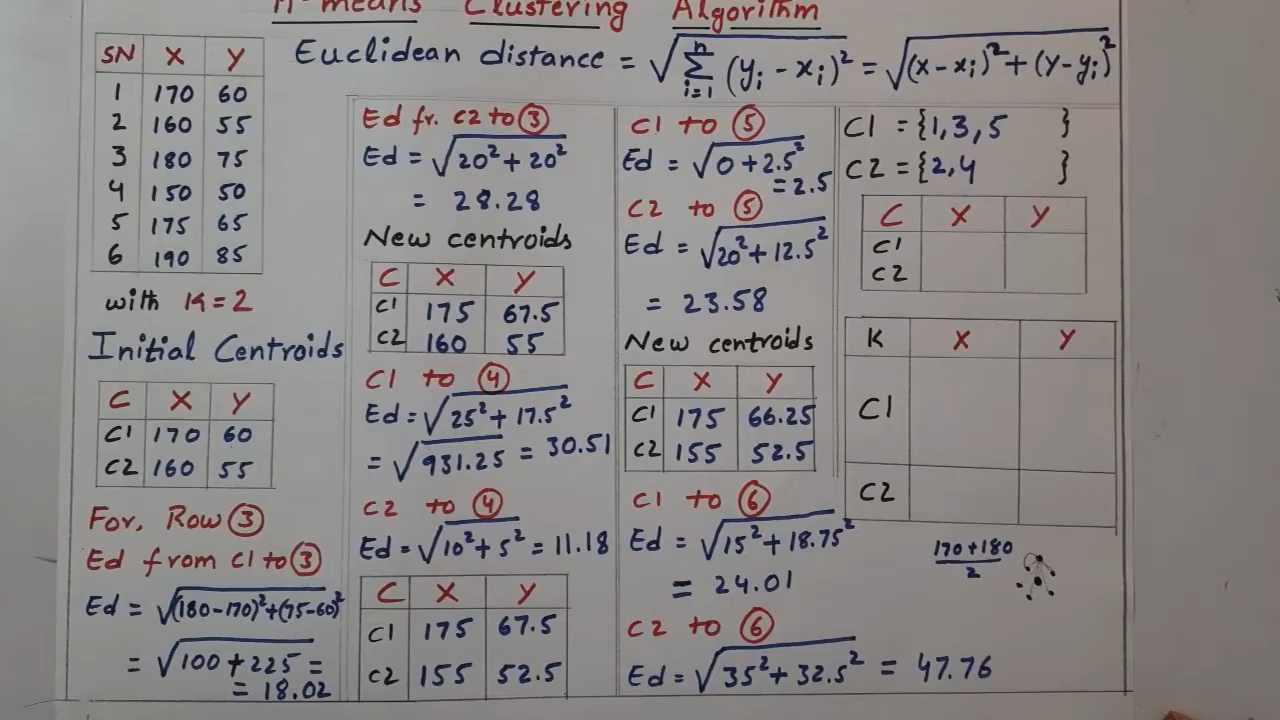 K-means Clustering Algorithm
Euclidean distance = √∑ⁿᵢ₌₁ (yᵢ - xᵢ)² = √(x-xᵢ)² + (y-yᵢ)²
SN X Y
1 170 60
2 160 55
3 180 75
4 150 50
5 175 65
6 190 85
with K=2
Initial Centroids
C X Y
C1 170 60
C2 160 55
For, Row ③
Ed from C1 to ③
Ed = √(180-170)²+(75-60)²
= √100+225 =
= 18.02
Ed fr. C2 to ③
Ed = √20²+20²
= 28.28
New centroids
C X Y
C1 175 67.5
C2 160 55
C1 to ④
Ed = √25²+17.5²
= √931.25 = 30.51
C2 to ④
Ed = √10²+5² = 11.18
C X Y
C1 175 67.5
C2 155 52.5
C1 to ⑤
Ed = √0+2.5²
= 2.5
C2 to ⑤
Ed = √20²+12.5²
= 23.58
New centroids
C X Y
C1 175 66.25
C2 155 52.5
C1 to ⑥
Ed = √15²+18.75²
= 24.01
C2 to ⑥
Ed = √35²+32.5² = 47.76
C1 = {1,3,5 }
C2 = {2,4 }
C X Y
C1
C2
K X Y
C1
C2
170+180
2